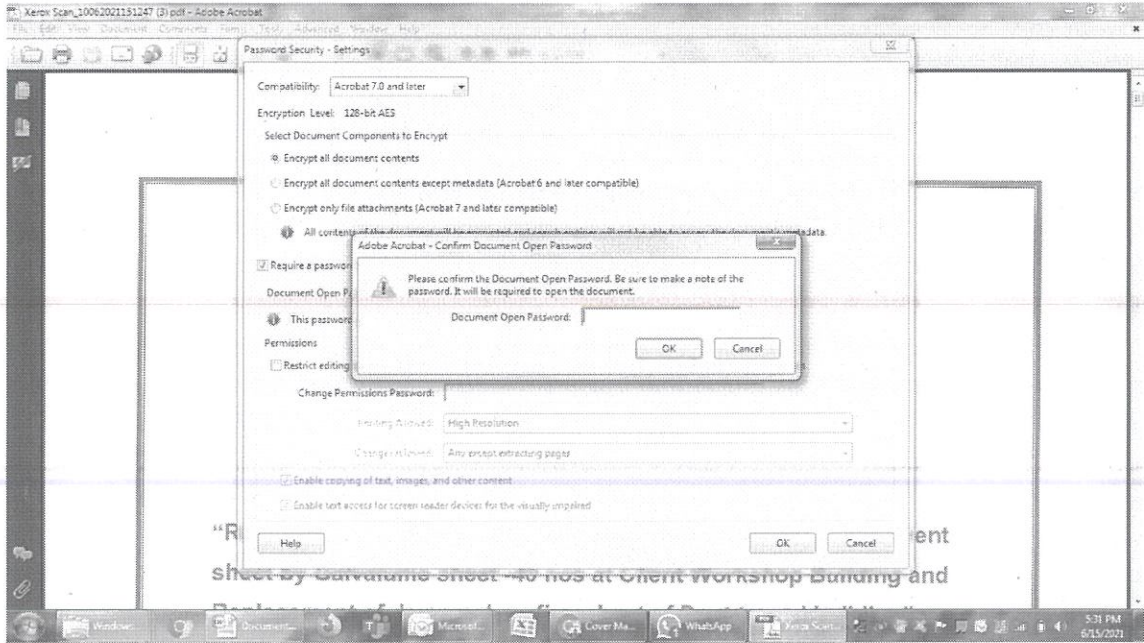 Xerox Scan_10062021151247 (3).pdf - Adobe Acrobat
File Edit View Document Comments Forms Tools Advanced Window Help
Password Security - Settings
Compatibility: Acrobat 7.0 and later
Encryption Level: 128-bit AES
Select Document Components to Encrypt
Encrypt all document contents
Encrypt all document contents except metadata (Acrobat 6 and later compatible)
Encrypt only file attachments (Acrobat 7 and later compatible)
All contents of the document will be encrypted and search engines will not be able to access the document's metadata.
Adobe Acrobat - Confirm Document Open Password
Require a password
Please confirm the Document Open Password. Be sure to make a note of the
password. It will be required to open the document.
Document Open
Document Open Password:
This password
OK Cancel
Permissions
Restrict editing
Change Permissions Password:
Printing Allowed: High Resolution
Changes Allowed: Any except extracting pages
Enable copying of text, images, and other content
Enable text access for screen reader devices for the visually impaired
Help OK Cancel
"R ent
sheet by Galvalume sheet -40 nos at Client Workshop Building and
Windows Document... Microsof... Cover Ma... WhatsApp Xerox Scan...
5:31 PM
6/15/2021